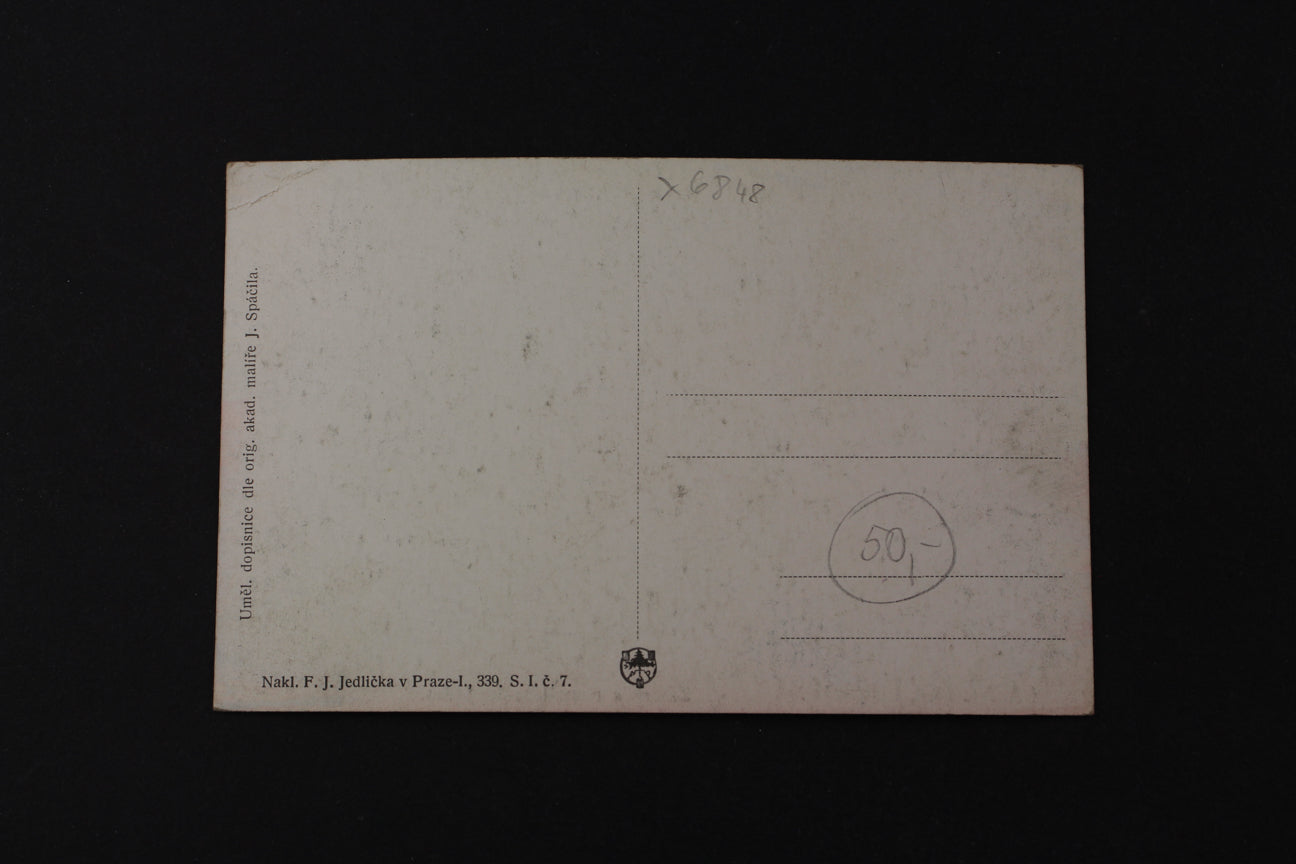 x6848
Uměl. dopisnice dle orig. akad. malíře J. Spáčila.
50,-
Nakl. F. J. Jedlička v Praze-I., 339. S. I. č. 7.